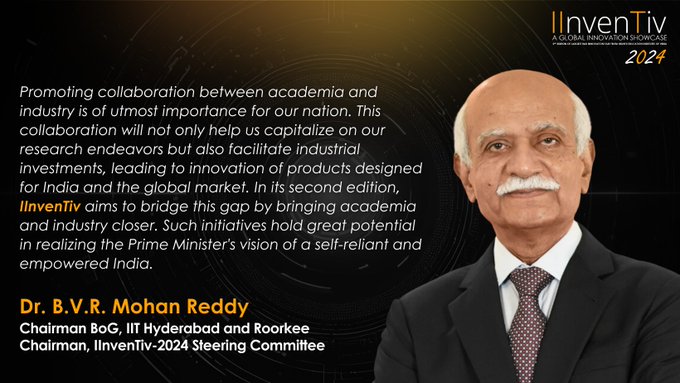 IInvenTiv
A GLOBAL INNOVATION SHOWCASE
2024
Promoting collaboration between academia and
industry is of utmost importance for our nation. This
collaboration will not only help us capitalize on our
research endeavors but also facilitate industrial
investments, leading to innovation of products designed
for India and the global market. In its second edition,
IInvenTiv aims to bridge this gap by bringing academia
and industry closer. Such initiatives hold great potential
in realizing the Prime Minister's vision of a self-reliant and
empowered India.
Dr. B.V.R. Mohan Reddy
Chairman BoG, IIT Hyderabad and Roorkee
Chairman, IInvenTiv-2024 Steering Committee